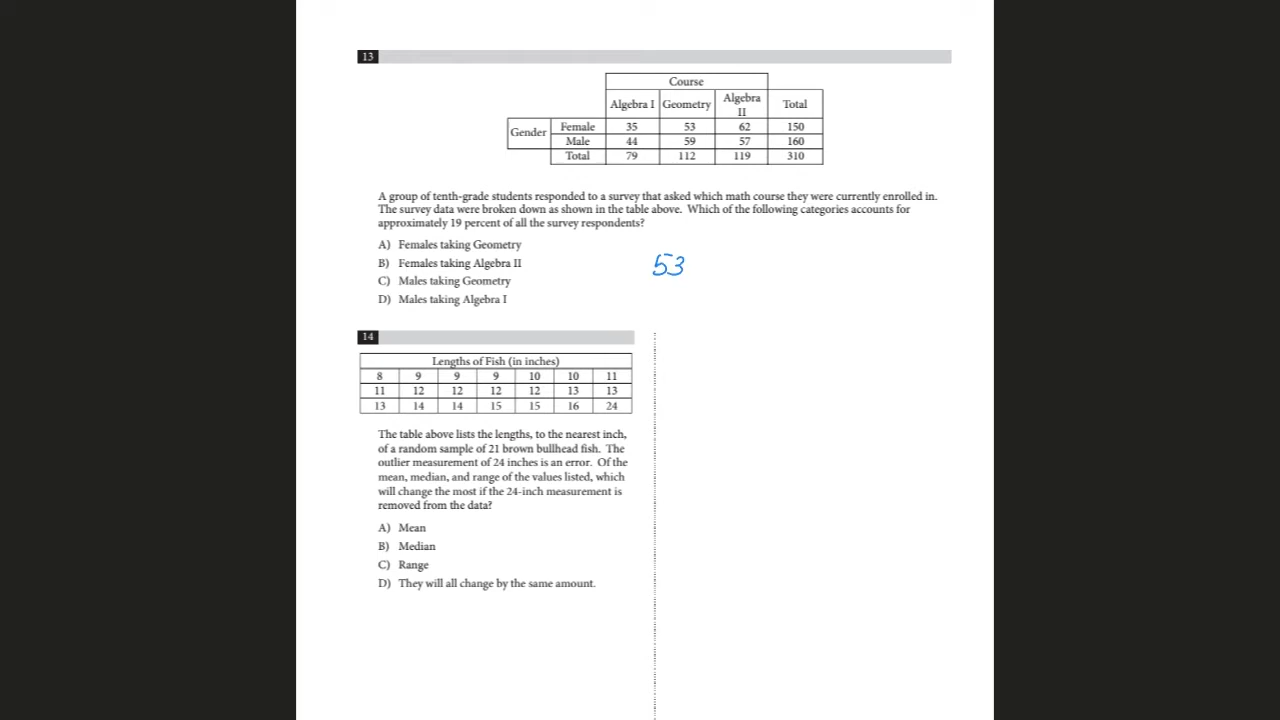 13
Course
Algebra I Geometry Algebra II Total
Gender Female 35 53 62 150
Male 44 59 57 160
Total 79 112 119 310
A group of tenth-grade students responded to a survey that asked which math course they were currently enrolled in.
The survey data were broken down as shown in the table above. Which of the following categories accounts for
approximately 19 percent of all the survey respondents?
A) Females taking Geometry
B) Females taking Algebra II
C) Males taking Geometry
D) Males taking Algebra I
53
14
Lengths of Fish (in inches)
8 9 9 9 10 10 11
11 12 12 12 12 13 13
13 14 14 15 15 16 24
The table above lists the lengths, to the nearest inch,
of a random sample of 21 brown bullhead fish. The
outlier measurement of 24 inches is an error. Of the
mean, median, and range of the values listed, which
will change the most if the 24-inch measurement is
removed from the data?
A) Mean
B) Median
C) Range
D) They will all change by the same amount.